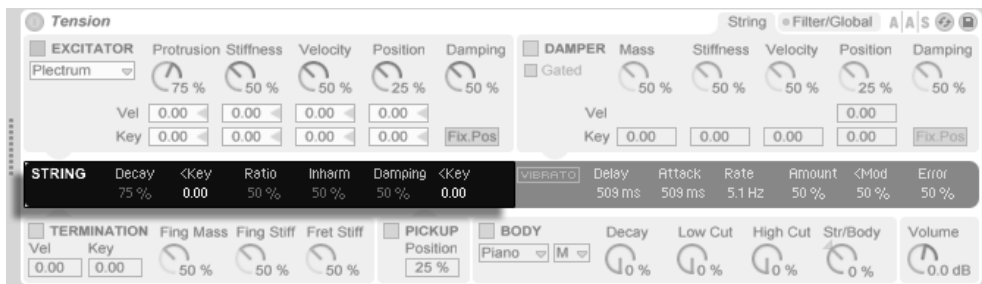 Tension String Filter/Global A A S
EXCITATOR Protrusion Stiffness Velocity Position Damping
Plectrum 75 % 50 % 50 % 25 % 50 %
Vel 0.00 0.00 0.00 0.00
Key 0.00 0.00 0.00 0.00 Fix.Pos
DAMPER Mass Stiffness Velocity Position Damping
Gated 50 % 50 % 50 % 25 % 50 %
Vel 0.00
Key 0.00 0.00 0.00 0.00 Fix.Pos
STRING Decay <Key Ratio Inharm Damping <Key
75 % 0.00 50 % 50 % 50 % 0.00
VIBRATO Delay Attack Rate Amount <Mod Error
509 ms 509 ms 5.1 Hz 50 % 50 % 50 %
TERMINATION Fing Mass Fing Stiff Fret Stiff
Vel Key
0.00 0.00 50 % 50 % 50 %
PICKUP
Position
25 %
BODY Decay Low Cut High Cut Str/Body Volume
Piano M 0 % 0 % 0 % 0 % 0.0 dB